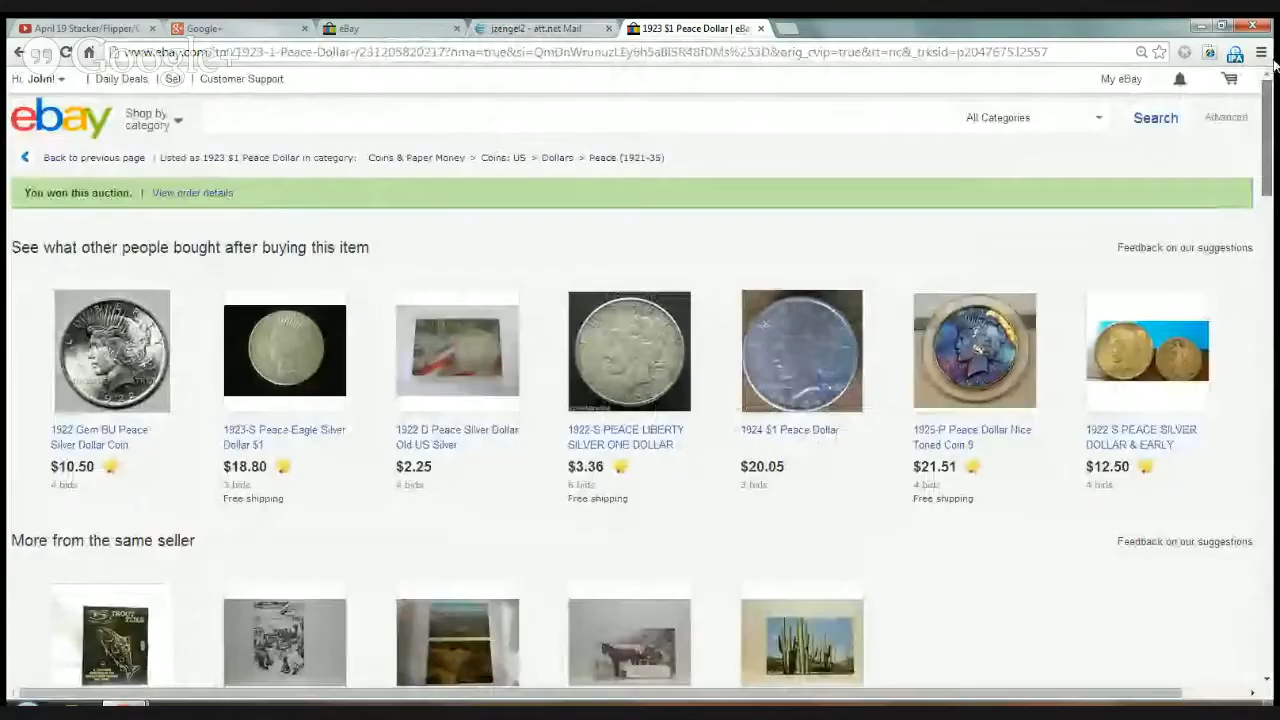 April 19 Stacker/Flipper/C
Google+
eBay
jzengel2 - att.net Mail
1923 $1 Peace Dollar | eBa
Google+
Hi, John!
Daily Deals
Sell
Customer Support
My eBay
ebay
Shop by
category
All Categories
Search
Advanced
Back to previous page | Listed as 1923 $1 Peace Dollar in category: Coins & Paper Money > Coins: US > Dollars > Peace (1921-35)
You won this auction. | View order details
See what other people bought after buying this item
Feedback on our suggestions
1922 Gem BU Peace
Silver Dollar Coin
$10.50
4 bids
1923-S Peace-Eagle Silver
Dollar $1
$18.80
3 bids
Free shipping
1922 D Peace Silver Dollar
Old US Silver
$2.25
4 bids
1922-S PEACE LIBERTY
SILVER ONE DOLLAR
$3.36
6 bids
Free shipping
1924 $1 Peace Dollar
$20.05
3 bids
1925-P Peace Dollar Nice
Toned Coin 9
$21.51
4 bids
Free shipping
1922 S PEACE SILVER
DOLLAR & EARLY
$12.50
4 bids
More from the same seller
Feedback on our suggestions
TROUT